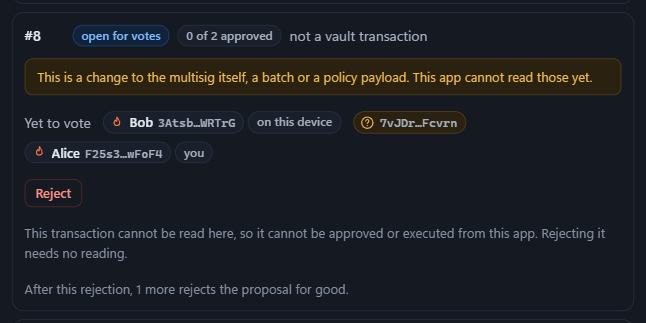 #8 open for votes 0 of 2 approved not a vault transaction
This is a change to the multisig itself, a batch or a policy payload. This app cannot read those yet.
Yet to vote Bob 3Atsb…WRTrG on this device 7vJDr…Fcvrn
Alice F25s3…wFoF4 you
Reject
This transaction cannot be read here, so it cannot be approved or executed from this app. Rejecting it
needs no reading.
After this rejection, 1 more rejects the proposal for good.